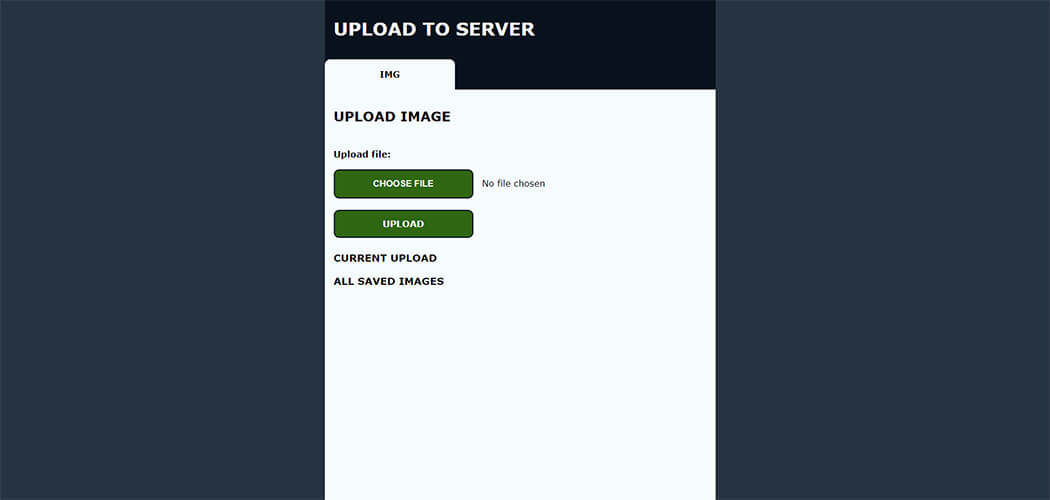 UPLOAD TO SERVER
IMG
UPLOAD IMAGE
Upload file:
CHOOSE FILE No file chosen
UPLOAD
CURRENT UPLOAD
ALL SAVED IMAGES